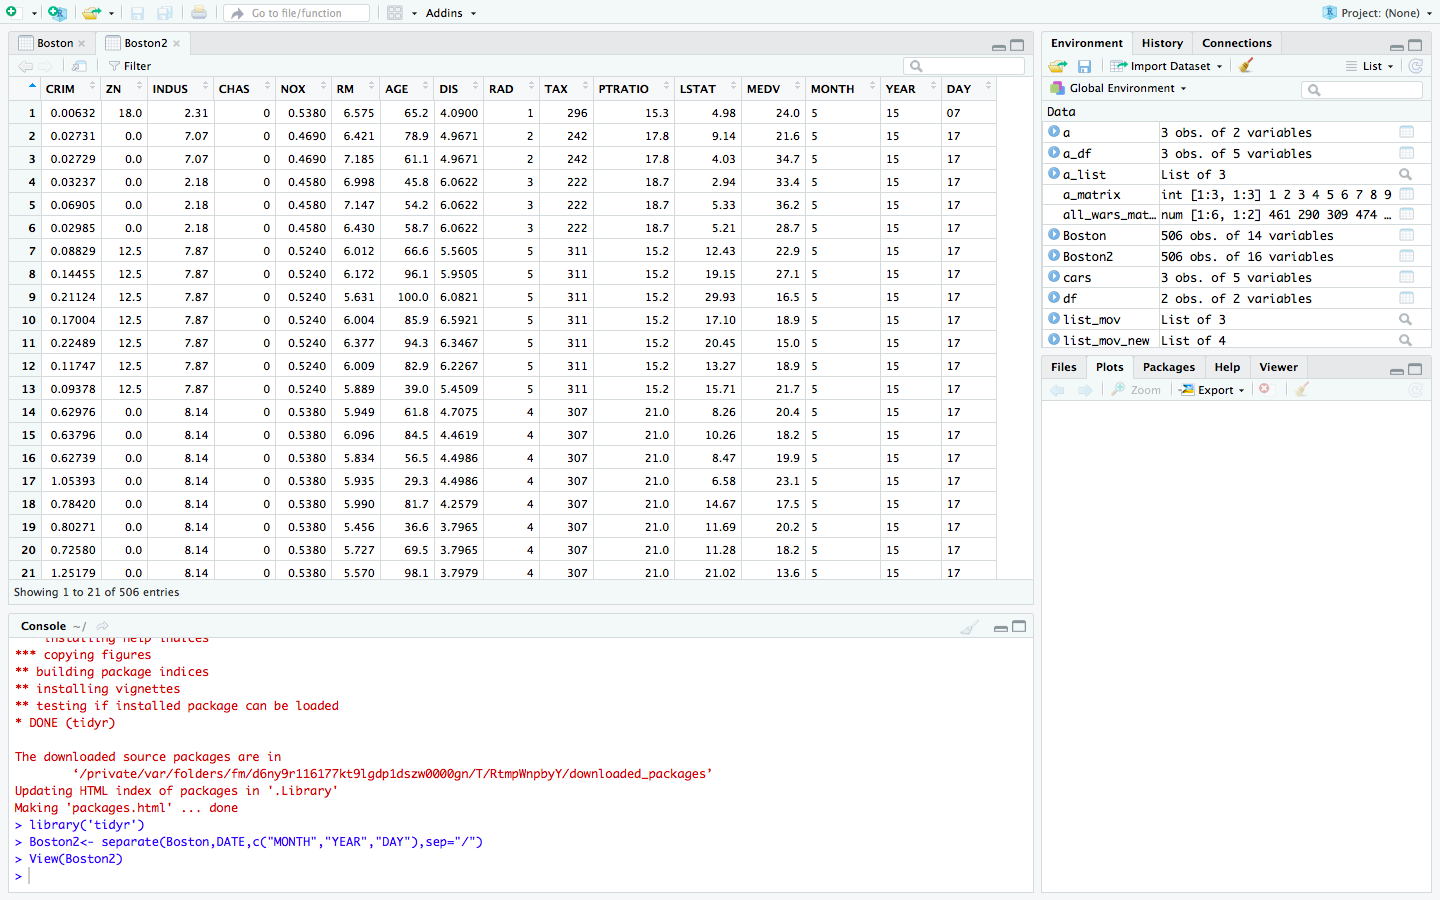 Go to file/function
Addins
Project: (None)
Boston
Boston2
Filter
CRIM ZN INDUS CHAS NOX RM AGE DIS RAD TAX PTRATIO LSTAT MEDV MONTH YEAR DAY
1 0.00632 18.0 2.31 0 0.5380 6.575 65.2 4.0900 1 296 15.3 4.98 24.0 5 15 07
2 0.02731 0.0 7.07 0 0.4690 6.421 78.9 4.9671 2 242 17.8 9.14 21.6 5 15 17
3 0.02729 0.0 7.07 0 0.4690 7.185 61.1 4.9671 2 242 17.8 4.03 34.7 5 15 17
4 0.03237 0.0 2.18 0 0.4580 6.998 45.8 6.0622 3 222 18.7 2.94 33.4 5 15 17
5 0.06905 0.0 2.18 0 0.4580 7.147 54.2 6.0622 3 222 18.7 5.33 36.2 5 15 17
6 0.02985 0.0 2.18 0 0.4580 6.430 58.7 6.0622 3 222 18.7 5.21 28.7 5 15 17
7 0.08829 12.5 7.87 0 0.5240 6.012 66.6 5.5605 5 311 15.2 12.43 22.9 5 15 17
8 0.14455 12.5 7.87 0 0.5240 6.172 96.1 5.9505 5 311 15.2 19.15 27.1 5 15 17
9 0.21124 12.5 7.87 0 0.5240 5.631 100.0 6.0821 5 311 15.2 29.93 16.5 5 15 17
10 0.17004 12.5 7.87 0 0.5240 6.004 85.9 6.5921 5 311 15.2 17.10 18.9 5 15 17
11 0.22489 12.5 7.87 0 0.5240 6.377 94.3 6.3467 5 311 15.2 20.45 15.0 5 15 17
12 0.11747 12.5 7.87 0 0.5240 6.009 82.9 6.2267 5 311 15.2 13.27 18.9 5 15 17
13 0.09378 12.5 7.87 0 0.5240 5.889 39.0 5.4509 5 311 15.2 15.71 21.7 5 15 17
14 0.62976 0.0 8.14 0 0.5380 5.949 61.8 4.7075 4 307 21.0 8.26 20.4 5 15 17
15 0.63796 0.0 8.14 0 0.5380 6.096 84.5 4.4619 4 307 21.0 10.26 18.2 5 15 17
16 0.62739 0.0 8.14 0 0.5380 5.834 56.5 4.4986 4 307 21.0 8.47 19.9 5 15 17
17 1.05393 0.0 8.14 0 0.5380 5.935 29.3 4.4986 4 307 21.0 6.58 23.1 5 15 17
18 0.78420 0.0 8.14 0 0.5380 5.990 81.7 4.2579 4 307 21.0 14.67 17.5 5 15 17
19 0.80271 0.0 8.14 0 0.5380 5.456 36.6 3.7965 4 307 21.0 11.69 20.2 5 15 17
20 0.72580 0.0 8.14 0 0.5380 5.727 69.5 3.7965 4 307 21.0 11.28 18.2 5 15 17
21 1.25179 0.0 8.14 0 0.5380 5.570 98.1 3.7979 4 307 21.0 21.02 13.6 5 15 17
Showing 1 to 21 of 506 entries
Console ~/
installing help indices
*** copying figures
** building package indices
** installing vignettes
** testing if installed package can be loaded
* DONE (tidyr)
The downloaded source packages are in
‘/private/var/folders/fm/d6ny9r116177kt9lgdp1dszw0000gn/T/RtmpWnpbyY/downloaded_packages’
Updating HTML index of packages in '.Library'
Making 'packages.html' ... done
> library('tidyr')
> Boston2<- separate(Boston,DATE,c("MONTH","YEAR","DAY"),sep="/")
> View(Boston2)
>
Environment History Connections
Import Dataset List
Global Environment
Data
a 3 obs. of 2 variables
a_df 3 obs. of 5 variables
a_list List of 3
a_matrix int [1:3, 1:3] 1 2 3 4 5 6 7 8 9
all_wars_mat… num [1:6, 1:2] 461 290 309 474 …
Boston 506 obs. of 14 variables
Boston2 506 obs. of 16 variables
cars 3 obs. of 5 variables
df 2 obs. of 2 variables
list_mov List of 3
list_mov_new List of 4
Files Plots Packages Help Viewer
Zoom Export